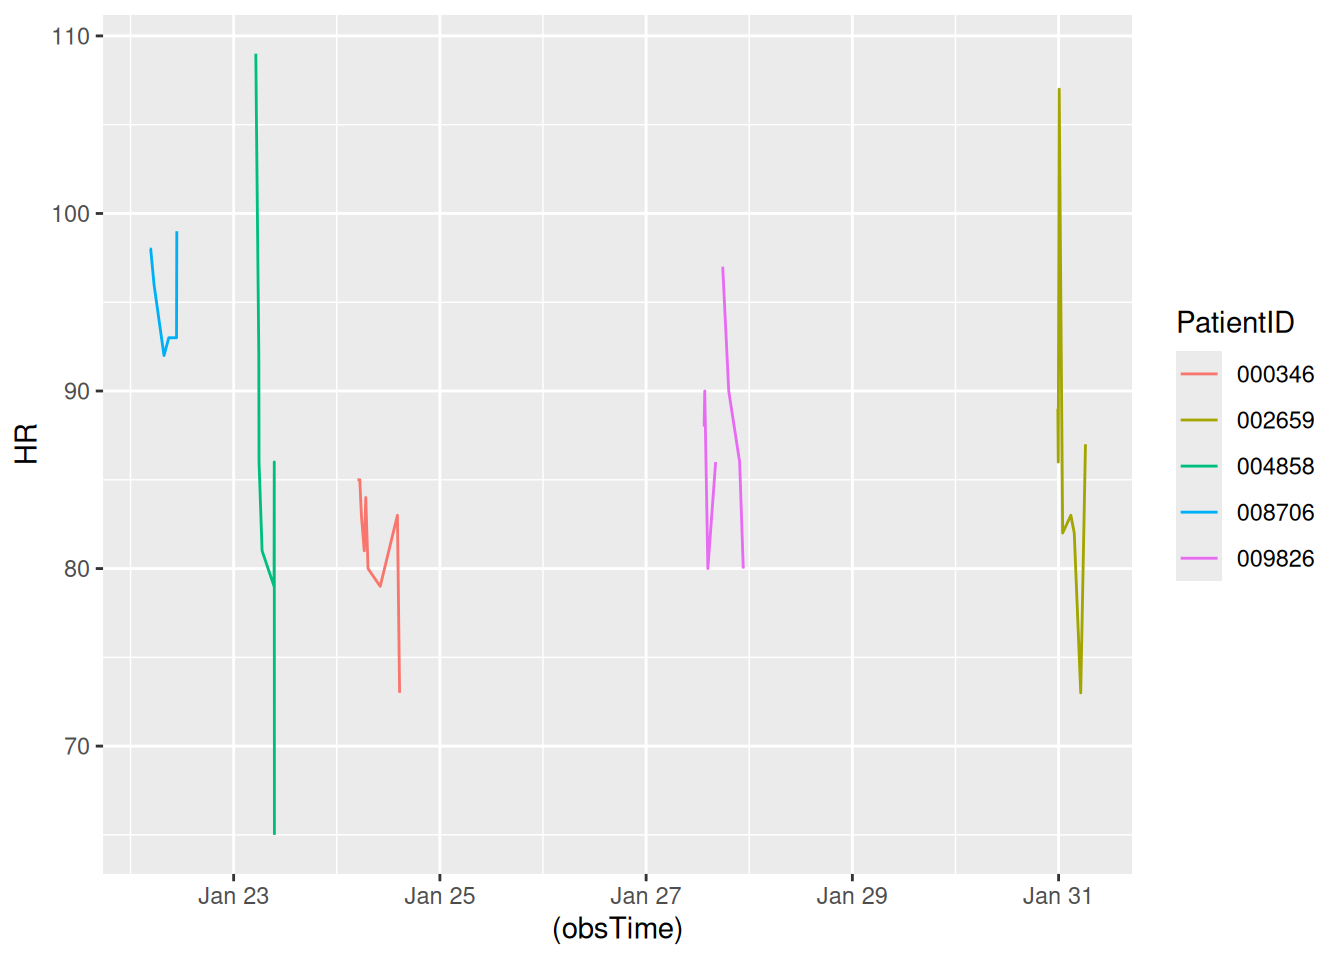 110
100
90
80
70
HR
Jan 23
Jan 25
Jan 27
Jan 29
Jan 31
(obsTime)
PatientID
000346
002659
004858
008706
009826